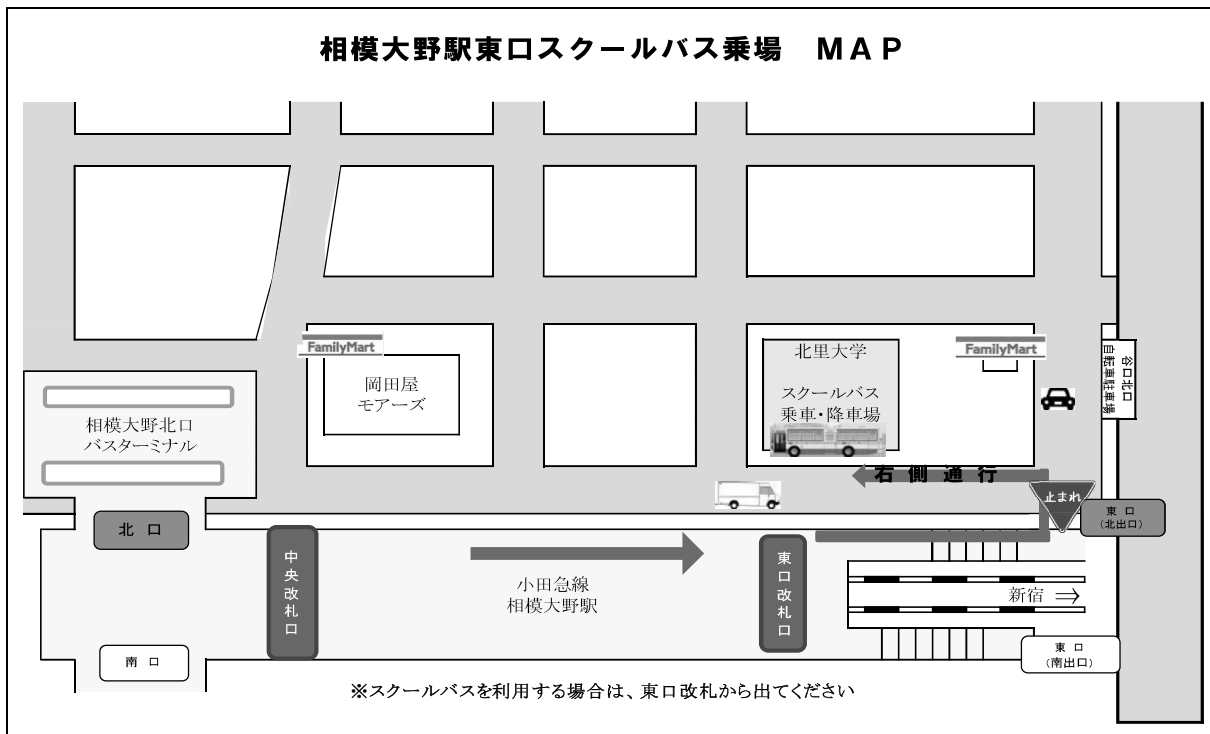 相模大野駅東口スクールバス乗場　ＭＡＰ
FamilyMart
岡田屋
モアーズ
北里大学
スクールバス
乗車・降車場
FamilyMart
谷口北口
自転車駐車場
相模大野北口
バスターミナル
右側通行
止まれ
東口
(北出口)
北口
中央改札口
小田急線
相模大野駅
東口改札口
新宿 →
南口
東口
(南出口)
※スクールバスを利用する場合は、東口改札から出てください